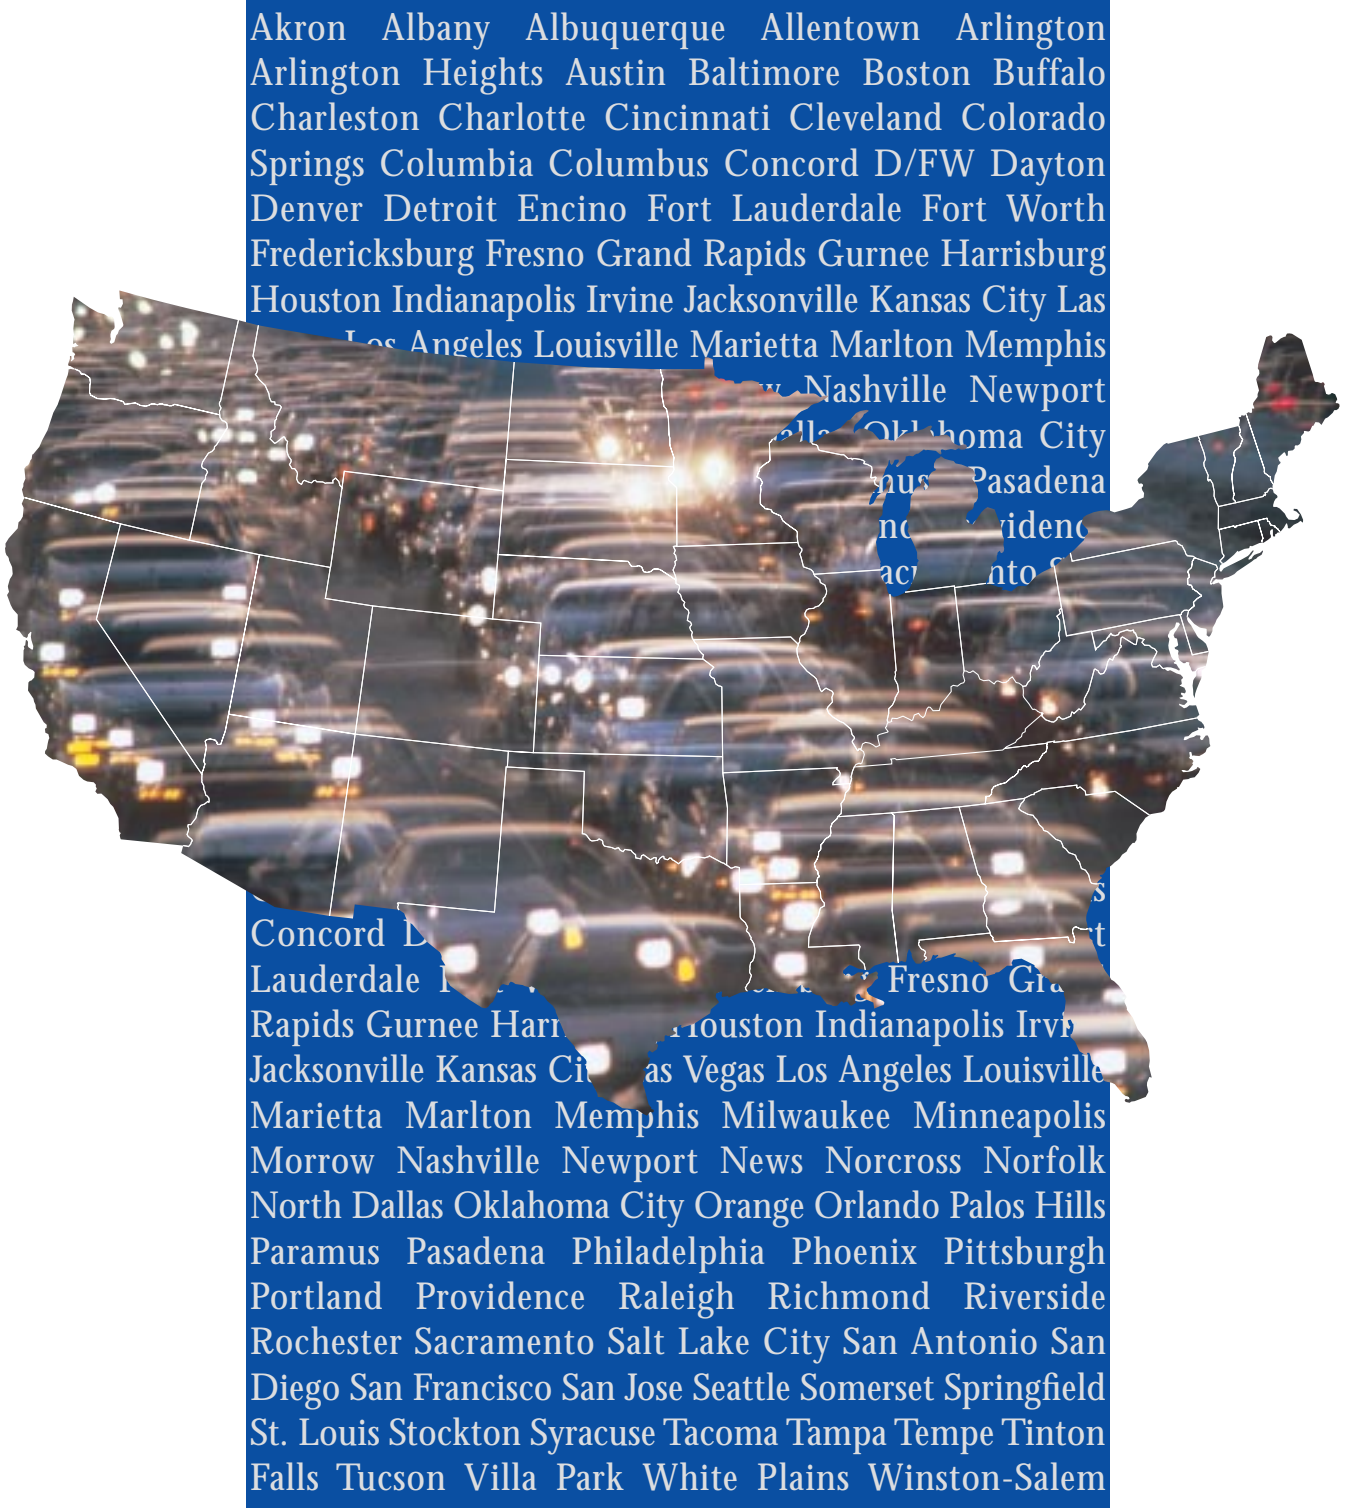 Akron Albany Albuquerque Allentown Arlington
Arlington Heights Austin Baltimore Boston Buffalo
Charleston Charlotte Cincinnati Cleveland Colorado
Springs Columbia Columbus Concord D/FW Dayton
Denver Detroit Encino Fort Lauderdale Fort Worth
Fredericksburg Fresno Grand Rapids Gurnee Harrisburg
Houston Indianapolis Irvine Jacksonville Kansas City Las
Los Angeles Louisville Marietta Marlton Memphis
Nashville Newport
Oklahoma City
Pasadena
Concord
Lauderdale Fresno
Rapids Gurnee Houston Indianapolis Irvine
Jacksonville Kansas City Las Vegas Los Angeles Louisville
Marietta Marlton Memphis Milwaukee Minneapolis
Morrow Nashville Newport News Norcross Norfolk
North Dallas Oklahoma City Orange Orlando Palos Hills
Paramus Pasadena Philadelphia Phoenix Pittsburgh
Portland Providence Raleigh Richmond Riverside
Rochester Sacramento Salt Lake City San Antonio San
Diego San Francisco San Jose Seattle Somerset Springfield
St. Louis Stockton Syracuse Tacoma Tampa Tempe Tinton
Falls Tucson Villa Park White Plains Winston-Salem